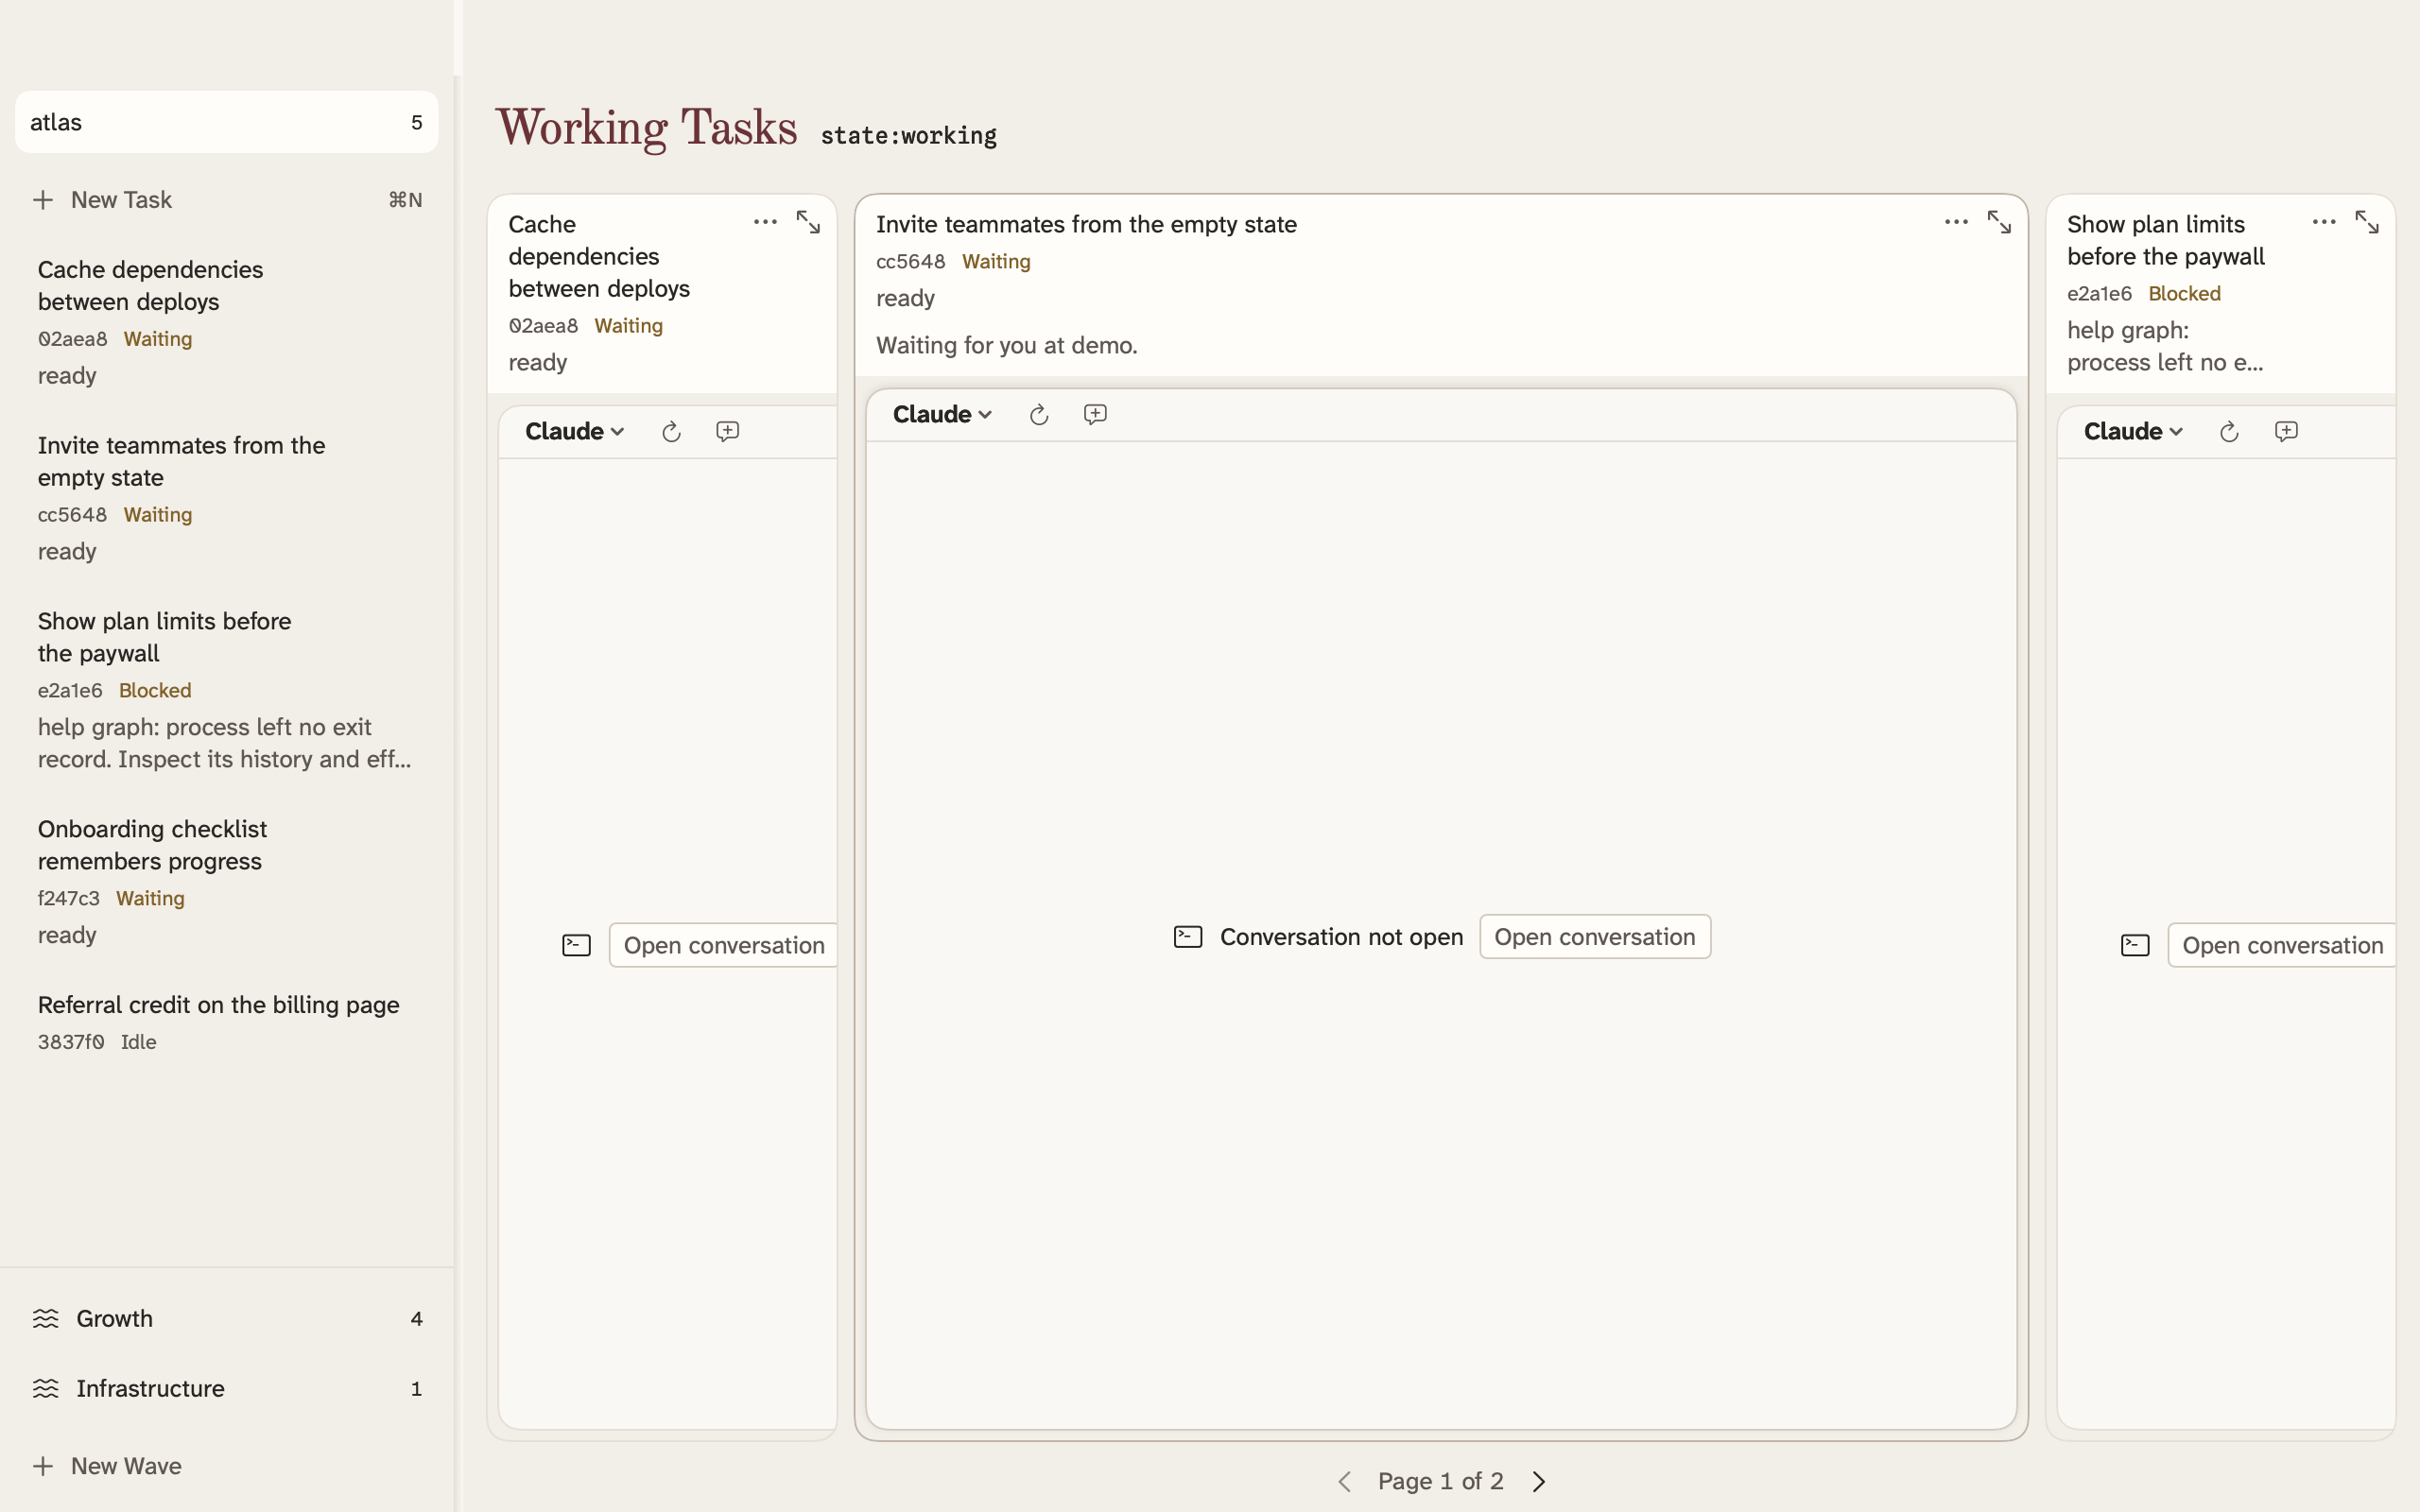 atlas 5
New Task ⌘N
Cache dependencies
between deploys
02aea8 Waiting
ready
Invite teammates from the
empty state
cc5648 Waiting
ready
Show plan limits before
the paywall
e2a1e6 Blocked
help graph: process left no exit
record. Inspect its history and eff...
Onboarding checklist
remembers progress
f247c3 Waiting
ready
Referral credit on the billing page
3837f0 Idle
Growth 4
Infrastructure 1
New Wave
Working Tasks state:working
Cache
dependencies
between deploys
02aea8 Waiting
ready
Claude
Open conversation
Invite teammates from the empty state
cc5648 Waiting
ready
Waiting for you at demo.
Claude
Conversation not open Open conversation
Show plan limits
before the paywall
e2a1e6 Blocked
help graph:
process left no e...
Claude
Open conversation
Page 1 of 2